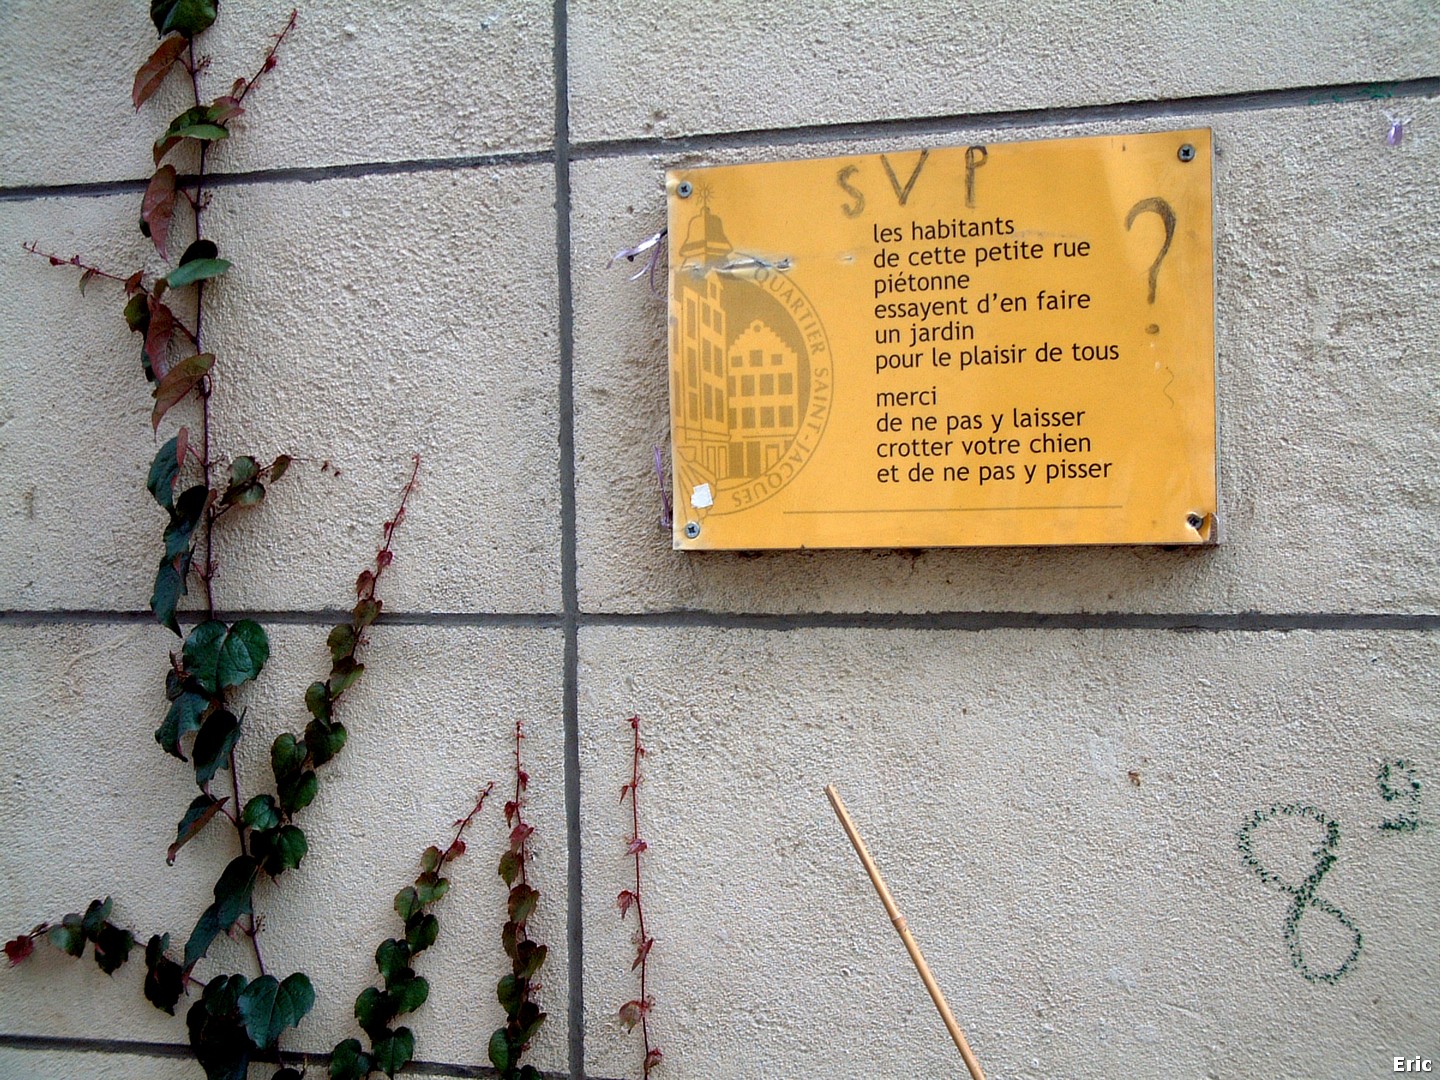 SVP
?
les habitants
de cette petite rue
piétonne
essayent d'en faire
un jardin
pour le plaisir de tous
merci
de ne pas y laisser
crotter votre chien
et de ne pas y pisser
QUARTIER SAINT-JACQUES
8
Eric